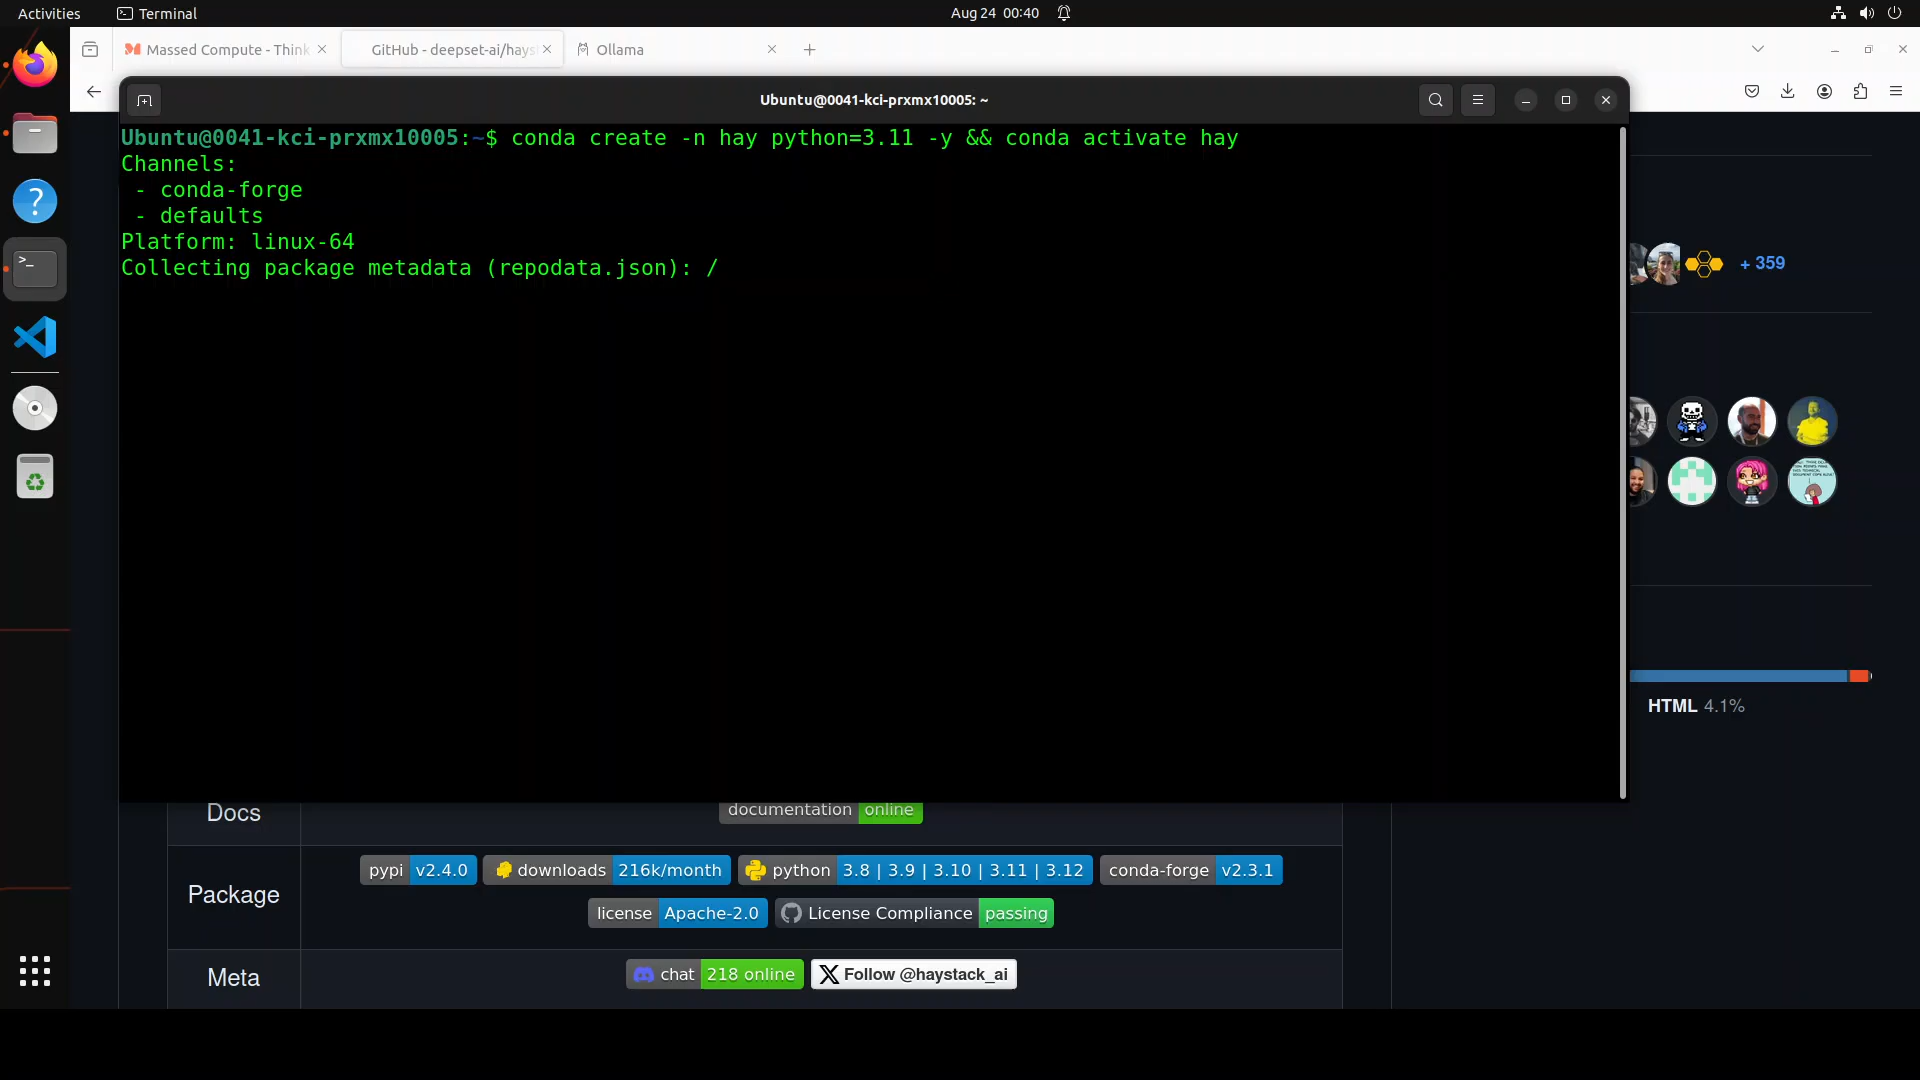 Activities
Terminal
Aug 24 00:40
Massed Compute - Think
GitHub - deepset-ai/hays
Ollama
Ubuntu@0041-kci-prxmx10005: ~
Ubuntu@0041-kci-prxmx10005:~$ conda create -n hay python=3.11 -y && conda activate hay
Channels:
- conda-forge
- defaults
Platform: linux-64
Collecting package metadata (repodata.json): /
+ 359
HTML 4.1%
Docs
documentation online
Package
pypi v2.4.0
downloads 216k/month
python 3.8 | 3.9 | 3.10 | 3.11 | 3.12
conda-forge v2.3.1
license Apache-2.0
License Compliance passing
Meta
chat 218 online
Follow @haystack_ai